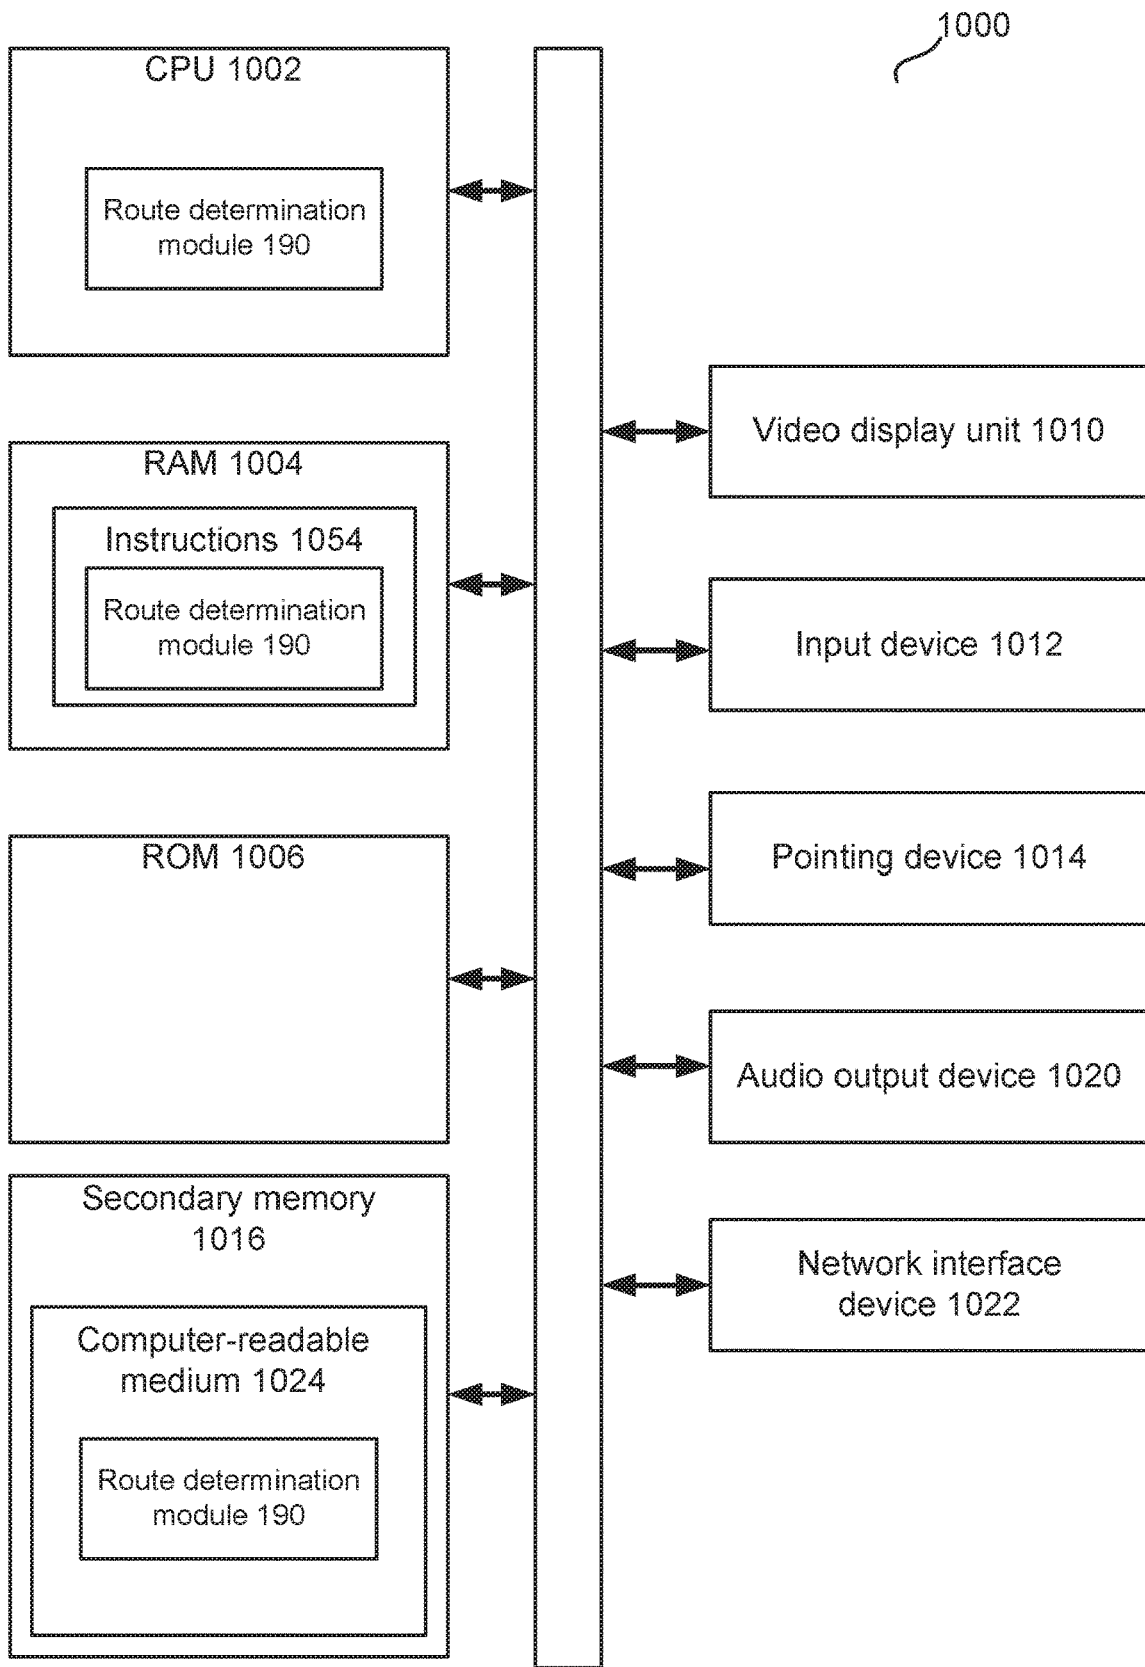 1000
CPU 1002
Route determination
module 190
RAM 1004
Instructions 1054
Route determination
module 190
ROM 1006
Secondary memory
1016
Computer-readable
medium 1024
Route determination
module 190
Video display unit 1010
Input device 1012
Pointing device 1014
Audio output device 1020
Network interface
device 1022